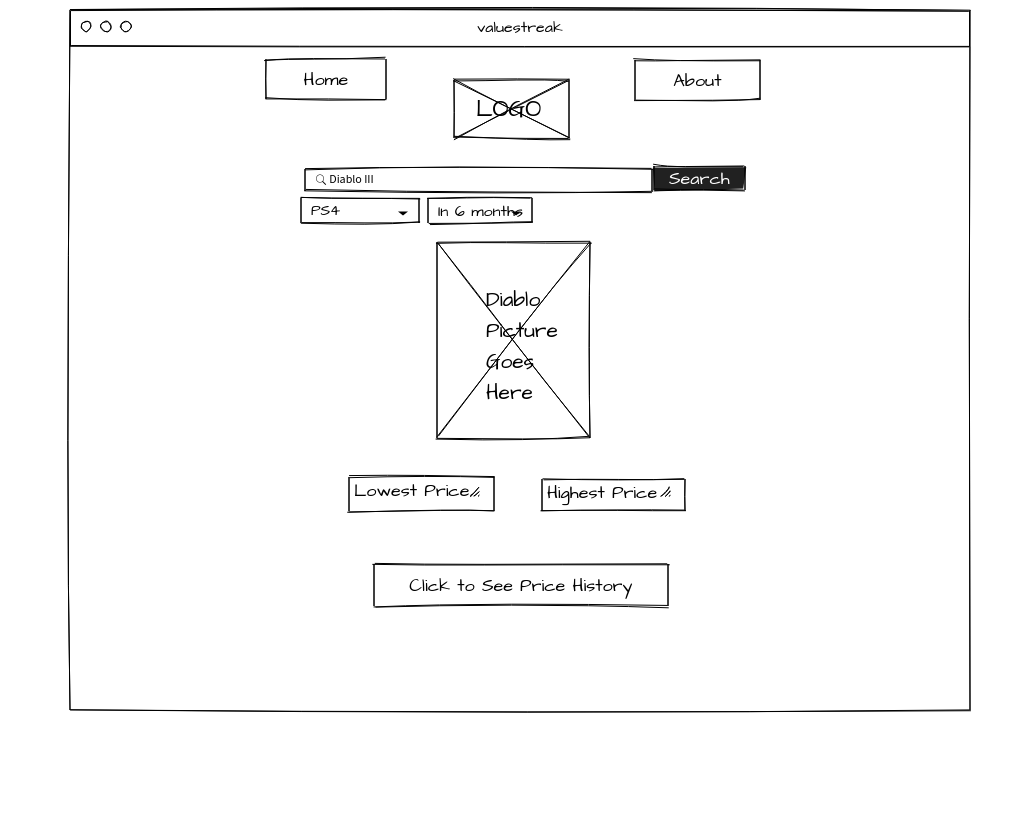 valuestreak
Home
LOGO
About
Diablo III
Search
PS4
In 6 months
Diablo
Picture
Goes
Here
Lowest Price
Highest Price
Click to See Price History